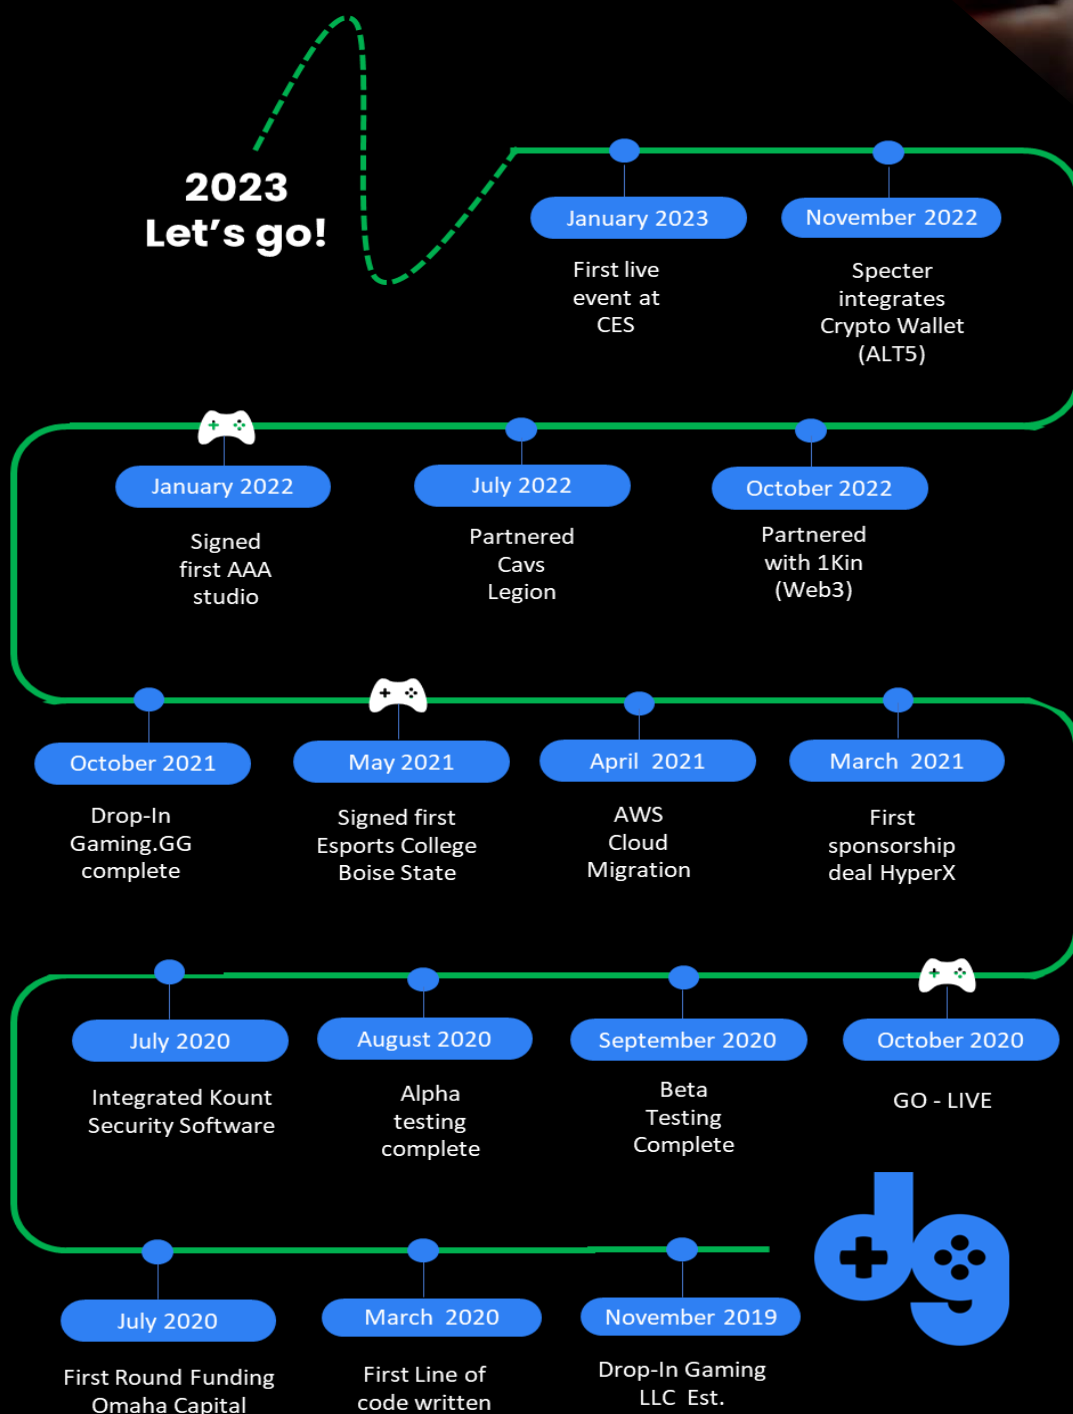 2023
Let's go!
January 2023
First live
event at
CES
November 2022
Specter
integrates
Crypto Wallet
(ALT5)
January 2022
Signed
first AAA
studio
July 2022
Partnered
Cavs
Legion
October 2022
Partnered
with 1Kin
(Web3)
October 2021
Drop-In
Gaming.GG
complete
May 2021
Signed first
Esports College
Boise State
April 2021
AWS
Cloud
Migration
March 2021
First
sponsorship
deal HyperX
July 2020
Integrated Kount
Security Software
August 2020
Alpha
testing
complete
September 2020
Beta
Testing
Complete
October 2020
GO - LIVE
dg
July 2020
First Round Funding
Omaha Capital
March 2020
First Line of
code written
November 2019
Drop-In Gaming
LLC Est.